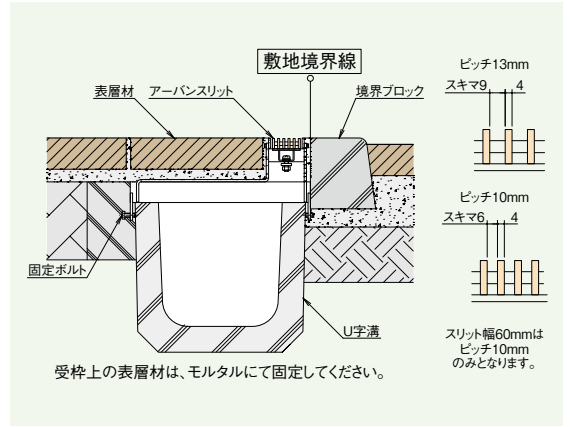 敷地境界線
表層材
アーバンスリット
境界ブロック
固定ボルト
U字溝
受枠上の表層材は、モルタルにて固定してください。
ピッチ13mm
スキマ9 4
ピッチ10mm
スキマ6 4
スリット幅60mmは
ピッチ10mm
のみとなります。